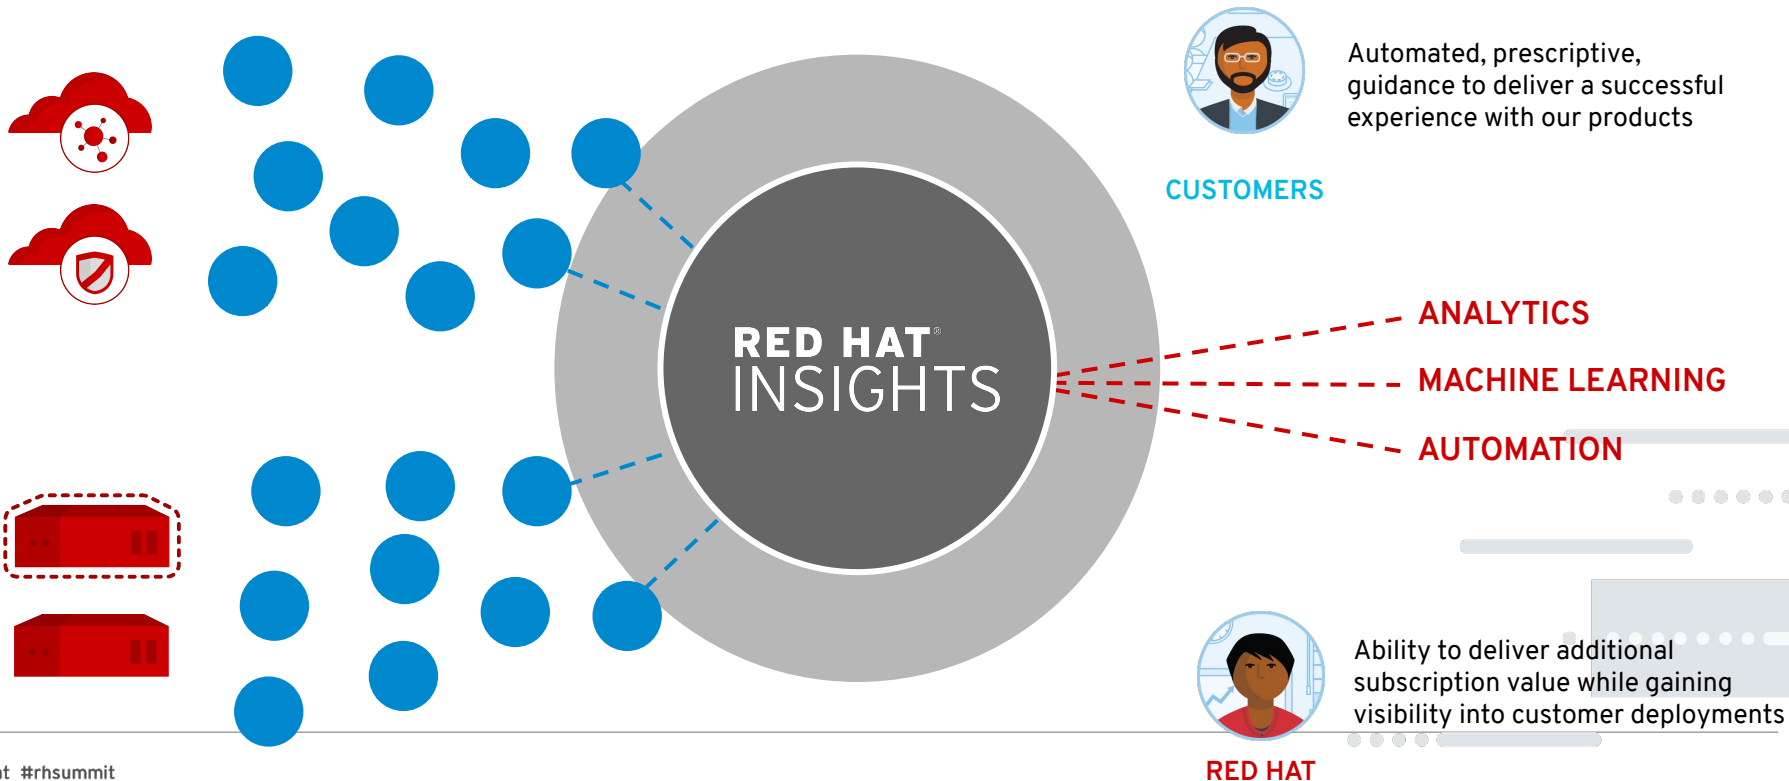 Automated, prescriptive,
guidance to deliver a successful
experience with our products
CUSTOMERS
RED HAT®
INSIGHTS
ANALYTICS
MACHINE LEARNING
AUTOMATION
Ability to deliver additional
subscription value while gaining
visibility into customer deployments
RED HAT
#rhsummit